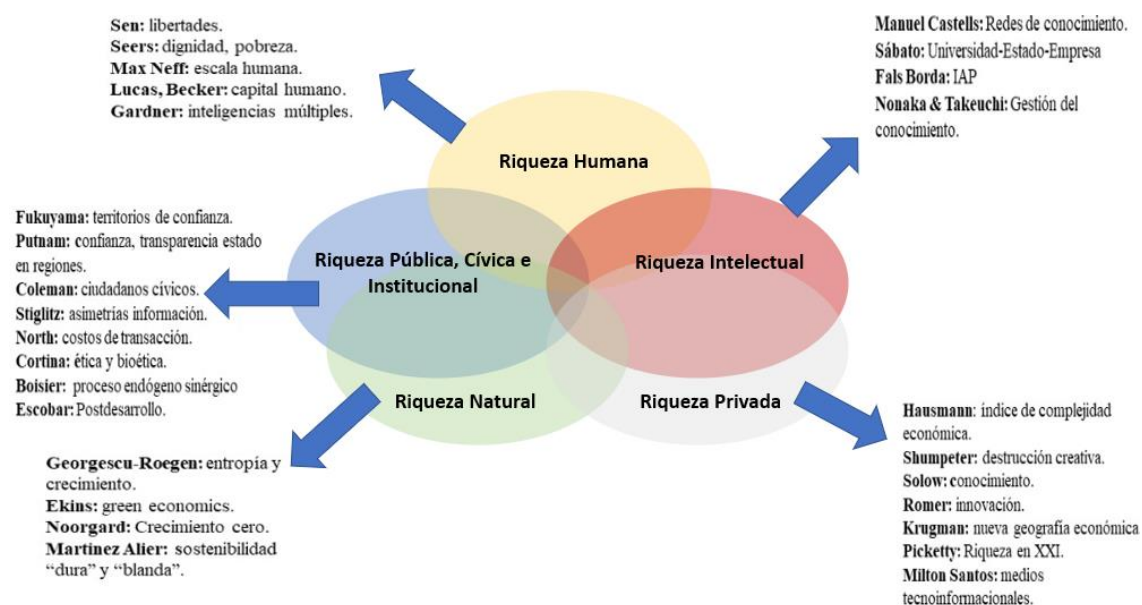 Sen: libertades.
Seers: dignidad, pobreza.
Max Neff: escala humana.
Lucas, Becker: capital humano.
Gardner: inteligencias múltiples.
Manuel Castells: Redes de conocimiento.
Sábato: Universidad-Estado-Empresa
Fals Borda: IAP
Nonaka & Takeuchi: Gestión del
conocimiento.
Riqueza Humana
Fukuyama: territorios de confianza.
Putnam: confianza, transparencia estado
en regiones.
Coleman: ciudadanos cívicos.
Stiglitz: asimetrías información.
North: costos de transacción.
Cortina: ética y bioética.
Boisier: proceso endógeno sinérgico
Escobar: Postdesarrollo.
Riqueza Pública, Cívica e
Institucional
Riqueza Intelectual
Riqueza Natural
Riqueza Privada
Georgescu-Roegen: entropía y
crecimiento.
Ekins: green economics.
Noorgard: Crecimiento cero.
Martinez Alier: sostenibilidad
“dura” y “blanda”.
Hausmann: índice de complejidad
económica.
Shumpeter: destrucción creativa.
Solow: conocimiento.
Romer: innovación.
Krugman: nueva geografía económica
Picketty: Riqueza en XXI.
Milton Santos: medios
tecnoinformacionales.